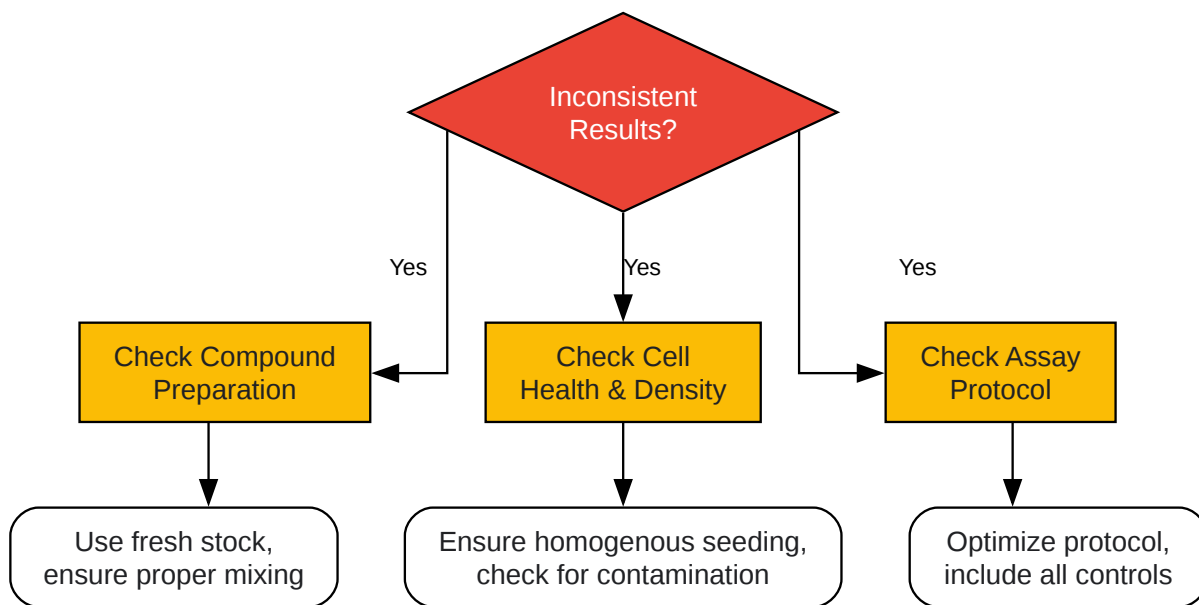 Inconsistent
Results?
Yes
Yes
Yes
Check Compound
Preparation
Check Cell
Health & Density
Check Assay
Protocol
Use fresh stock,
ensure proper mixing
Ensure homogenous seeding,
check for contamination
Optimize protocol,
include all controls